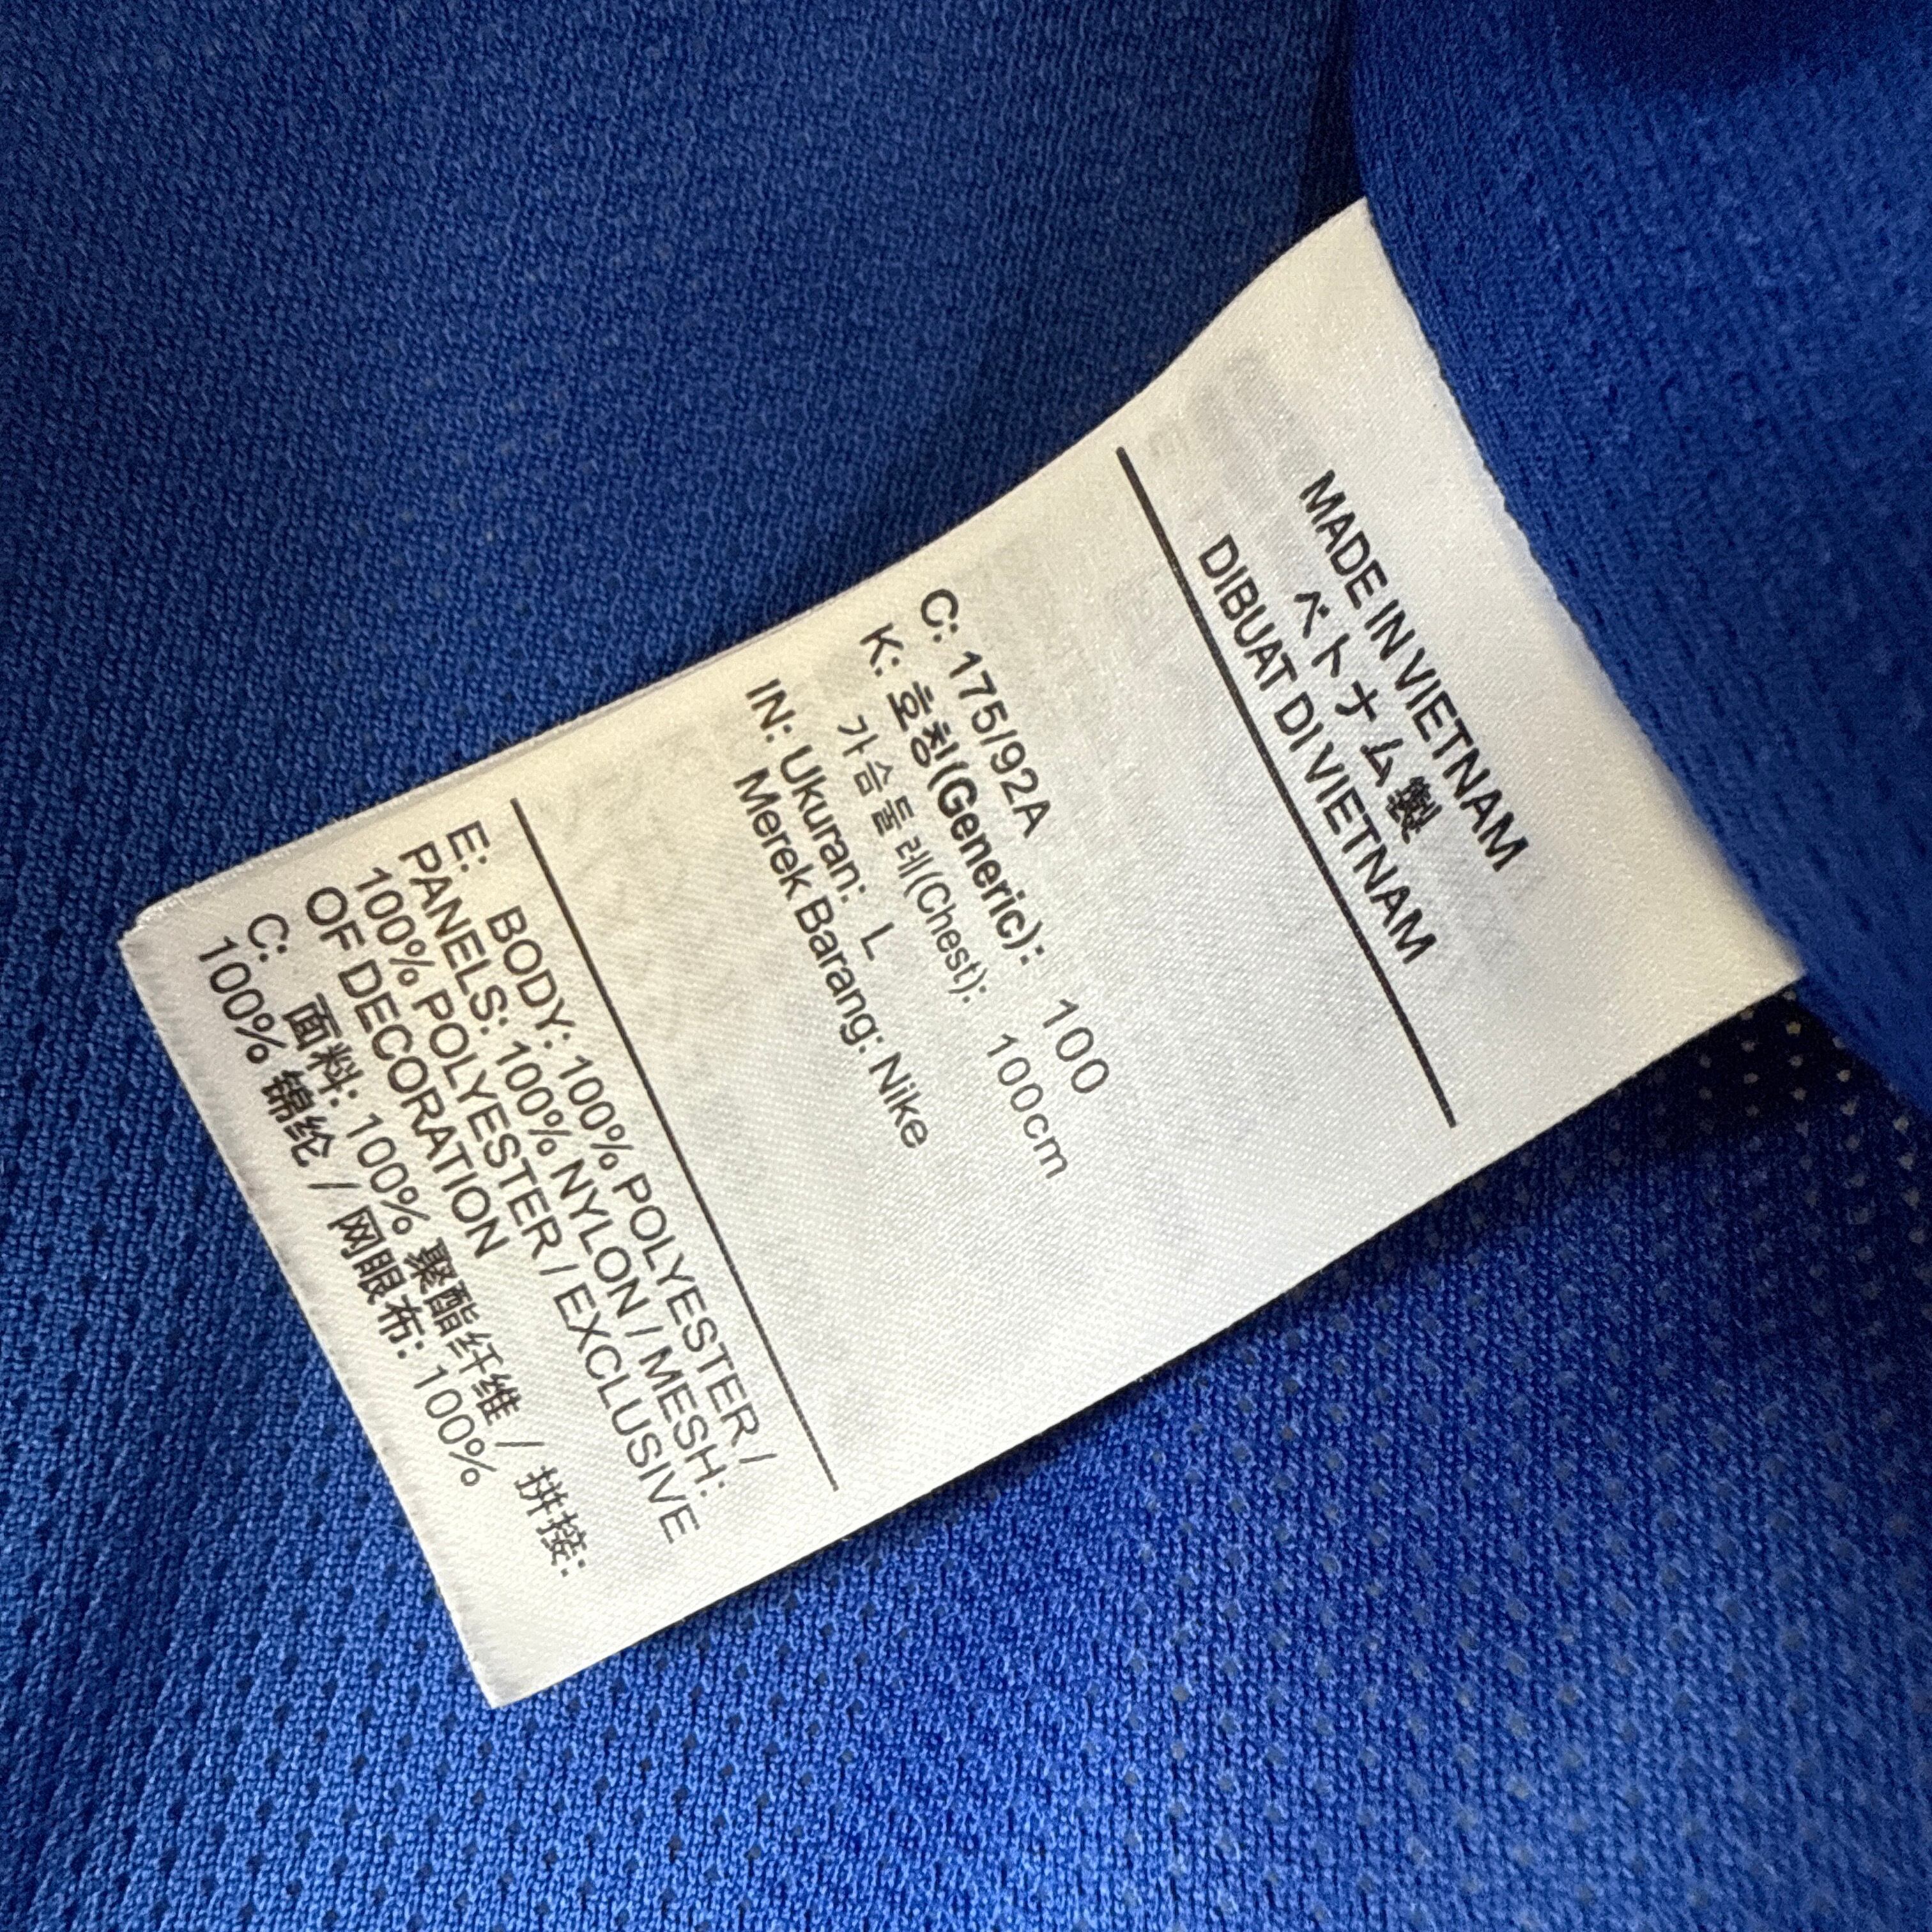 MADE IN VIETNAM
ベトナム製
DIBUAT DI VIETNAM
C: 175/92A
K: 호칭(Generic): 100
가슴둘레(Chest): 100cm
IN: Ukuran: L
Merek Barang: Nike
E: BODY: 100% POLYESTER /
PANELS: 100% NYLON / MESH:
100% POLYESTER / EXCLUSIVE
OF DECORATION
C: 面料: 100% 聚酯纤维 / 拼接:
100% 锦纶 / 网眼布: 100%